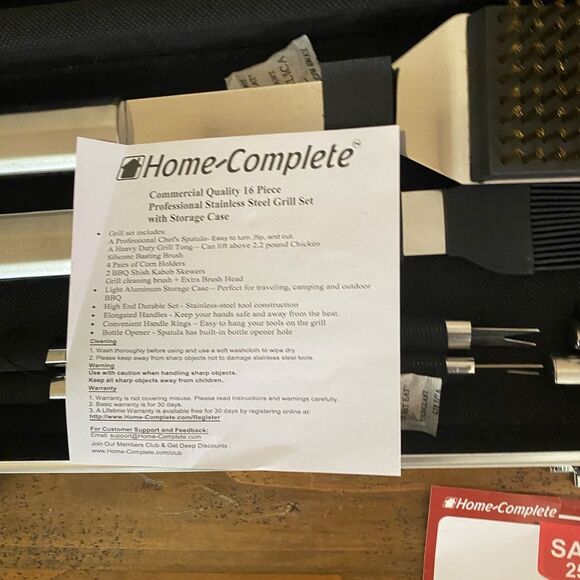 SILICA
Home-Complete™
Commercial Quality 16 Piece
Professional Stainless Steel Grill Set
with Storage Case
• Grill set includes:
A Professional Chef's Spatula- Easy to turn ,flip, and cut.
A Heavy Duty Grill Tong – Can lift above 2.2 pound Chicken
Silicone Basting Brush
4 Pairs of Corn Holders
2 BBQ Shish Kabob Skewers
Grill cleaning brush + Extra Brush Head
• Light Aluminum Storage Case – Perfect for traveling, camping and outdoor
BBQ
• High End Durable Set - Stainless-steel tool construction
• Elongated Handles - Keep your hands safe and away from the heat.
• Convenient Handle Rings – Easy to hang your tools on the grill
• Bottle Opener - Spatula has built-in bottle opener hole
Cleaning
1. Wash thoroughly before using and use a soft washcloth to wipe dry.
2. Please keep away from sharp objects not to damage stainless steel tools
Warning
Use with caution when handling sharp objects.
Keep all sharp objects away from children.
Warranty
1. Warranty is not covering misuse. Please read instructions and warnings carefully.
2. Basic warranty is for 30 days.
3. A Lifetime Warranty is available free for 30 days by registering online at;
http://www.Home-Complete.com/Register
For Customer Support and Feedback:
Email: support@Home-Complete.com
Join Our Members Club & Get Deep Discounts :
www.Home-Complete.com/club
Home-Complete
SA
25